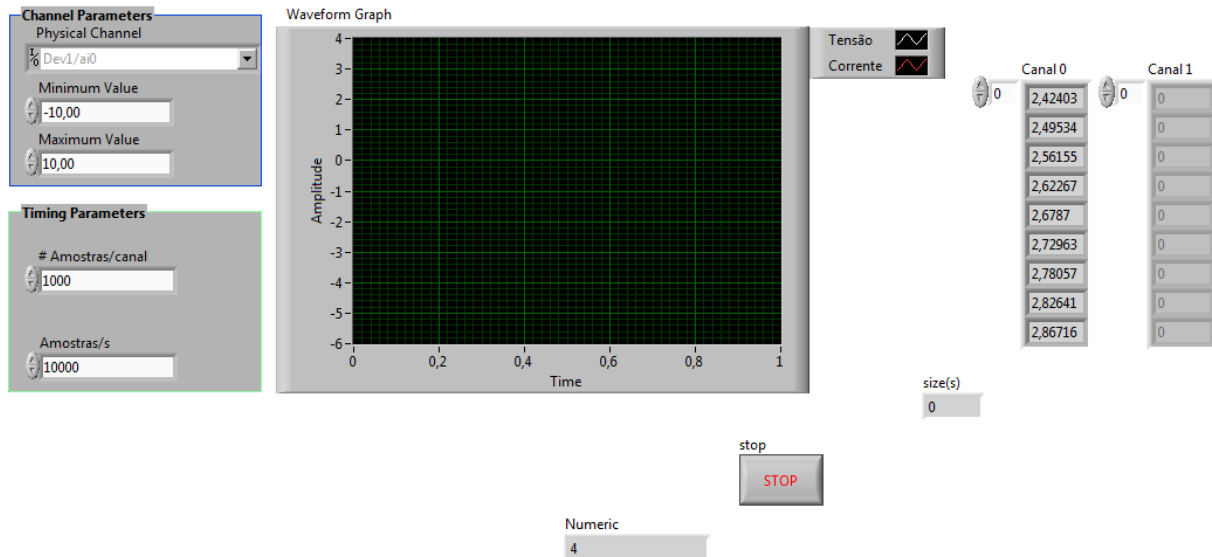 Channel Parameters
Physical Channel
Dev1/ai0
Minimum Value
-10,00
Maximum Value
10,00
Timing Parameters
# Amostras/canal
1000
Amostras/s
10000
Waveform Graph
Amplitude
4
3
2
1
0
-1
-2
-3
-4
-5
-6
0
0,2
0,4
0,6
0,8
1
Time
Tensão
Corrente
Canal 0
0
2,42403
2,49534
2,56155
2,62267
2,6787
2,72963
2,78057
2,82641
2,86716
Canal 1
0
0
0
0
0
0
0
0
0
0
size(s)
0
stop
STOP
Numeric
4